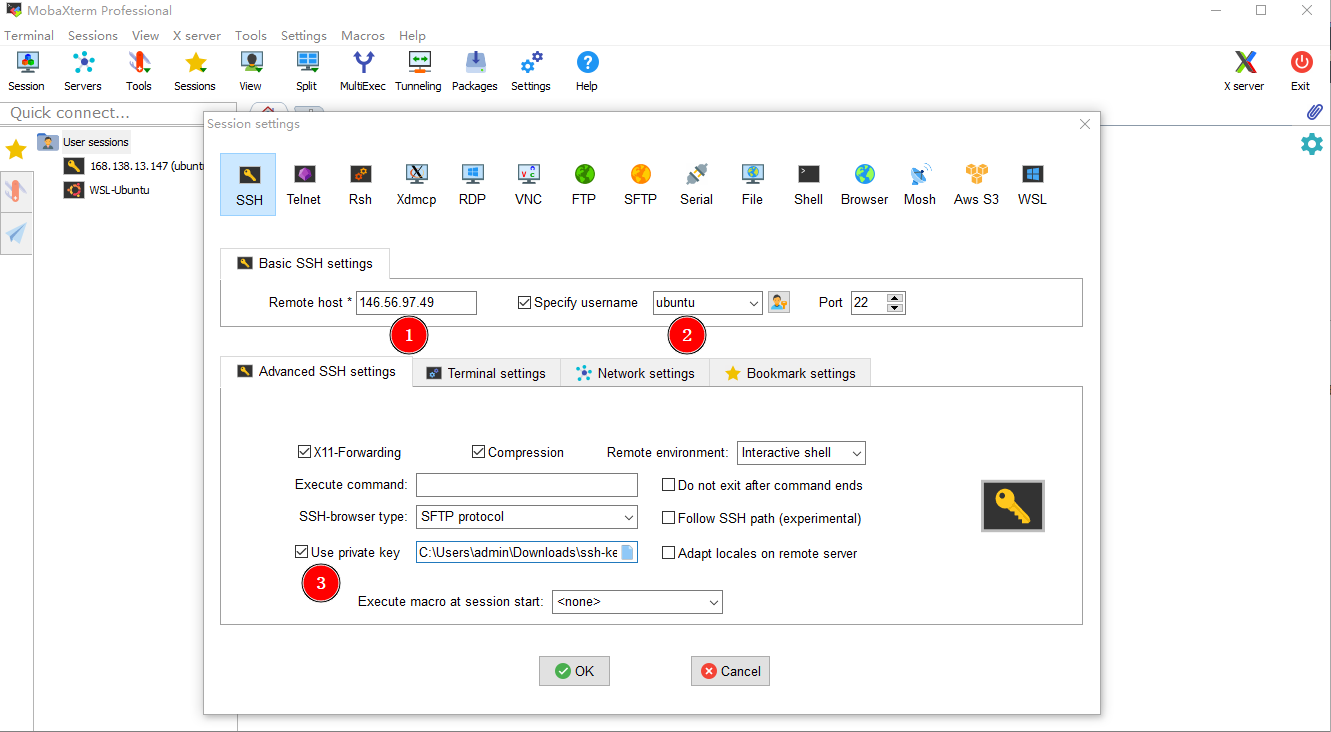 MobaXterm Professional
Terminal Sessions View X server Tools Settings Macros Help
Session Servers Tools Sessions View Split MultiExec Tunneling Packages Settings Help X server Exit
Quick connect...
Session settings
User sessions
168.138.13.147 (ubunt
WSL-Ubuntu
SSH Telnet Rsh Xdmcp RDP VNC FTP SFTP Serial File Shell Browser Mosh Aws S3 WSL
Basic SSH settings
Remote host * 146.56.97.49 Specify username ubuntu Port 22
1 2
Advanced SSH settings Terminal settings Network settings Bookmark settings
X11-Forwarding Compression Remote environment: Interactive shell
Execute command: Do not exit after command ends
SSH-browser type: SFTP protocol Follow SSH path (experimental)
Use private key C:\Users\admin\Downloads\ssh-ke Adapt locales on remote server
3
Execute macro at session start: <none>
OK Cancel